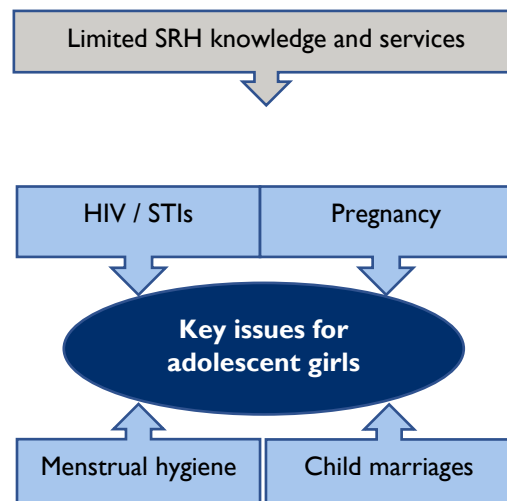 Limited SRH knowledge and services
HIV / STIs
Pregnancy
Key issues for
adolescent girls
Menstrual hygiene
Child marriages